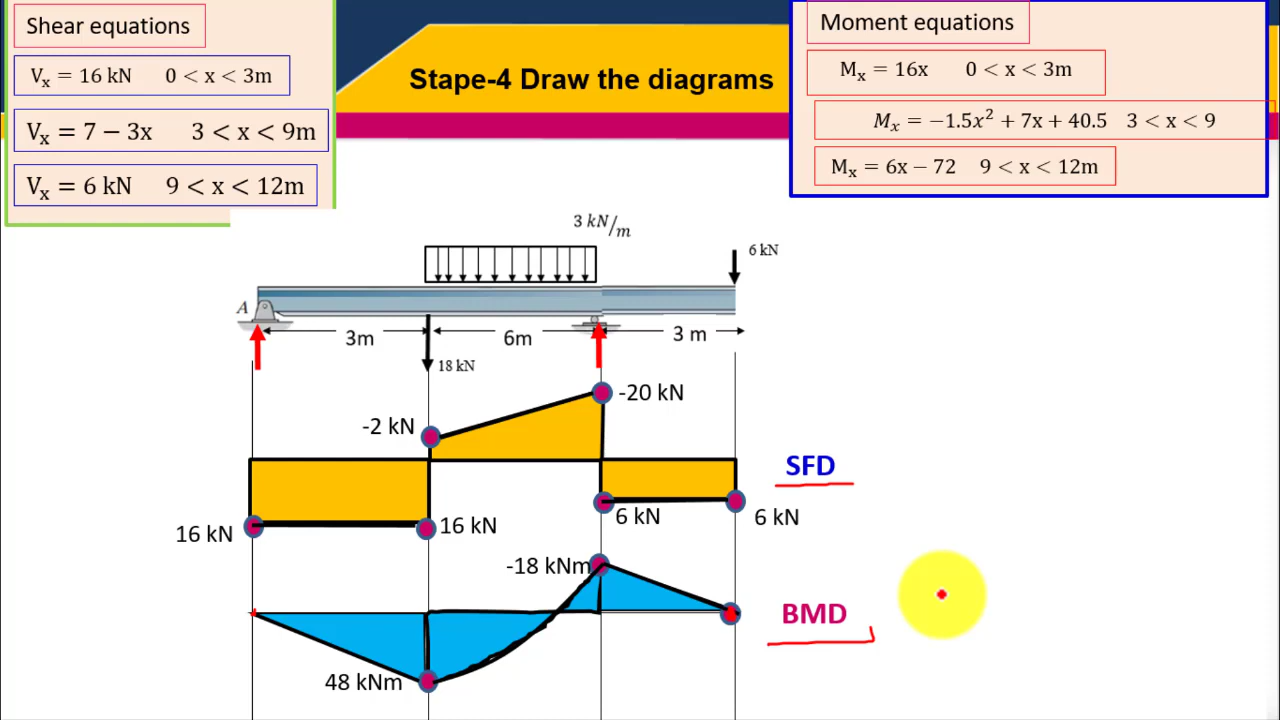 Shear equations
Vₓ = 16 kN 0 < x < 3m
Vₓ = 7 − 3x 3 < x < 9m
Vₓ = 6 kN 9 < x < 12m
Stape-4 Draw the diagrams
Moment equations
Mₓ = 16x 0 < x < 3m
Mₓ = −1.5x² + 7x + 40.5 3 < x < 9
Mₓ = 6x − 72 9 < x < 12m
3 kN/m
6 kN
A
3m
6m
3 m
18 kN
-20 kN
-2 kN
SFD
16 kN
16 kN
6 kN
6 kN
-18 kNm
BMD
48 kNm